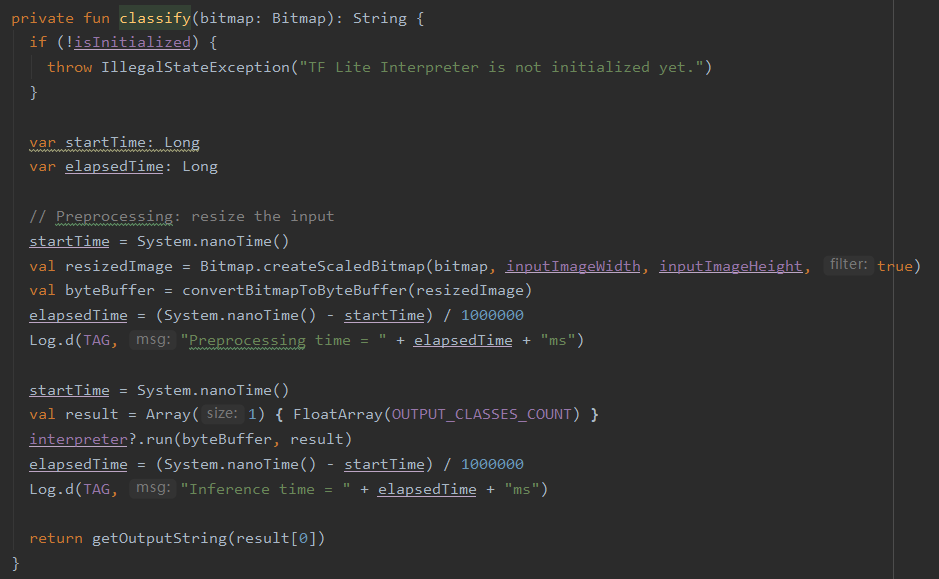 private fun classify(bitmap: Bitmap): String {
if (!isInitialized) {
throw IllegalStateException("TF Lite Interpreter is not initialized yet.")
}
var startTime: Long
var elapsedTime: Long
// Preprocessing: resize the input
startTime = System.nanoTime()
val resizedImage = Bitmap.createScaledBitmap(bitmap, inputImageWidth, inputImageHeight, filter: true)
val byteBuffer = convertBitmapToByteBuffer(resizedImage)
elapsedTime = (System.nanoTime() - startTime) / 1000000
Log.d(TAG, msg: "Preprocessing time = " + elapsedTime + "ms")
startTime = System.nanoTime()
val result = Array( size: 1) { FloatArray(OUTPUT_CLASSES_COUNT) }
interpreter?.run(byteBuffer, result)
elapsedTime = (System.nanoTime() - startTime) / 1000000
Log.d(TAG, msg: "Inference time = " + elapsedTime + "ms")
return getOutputString(result[0])
}